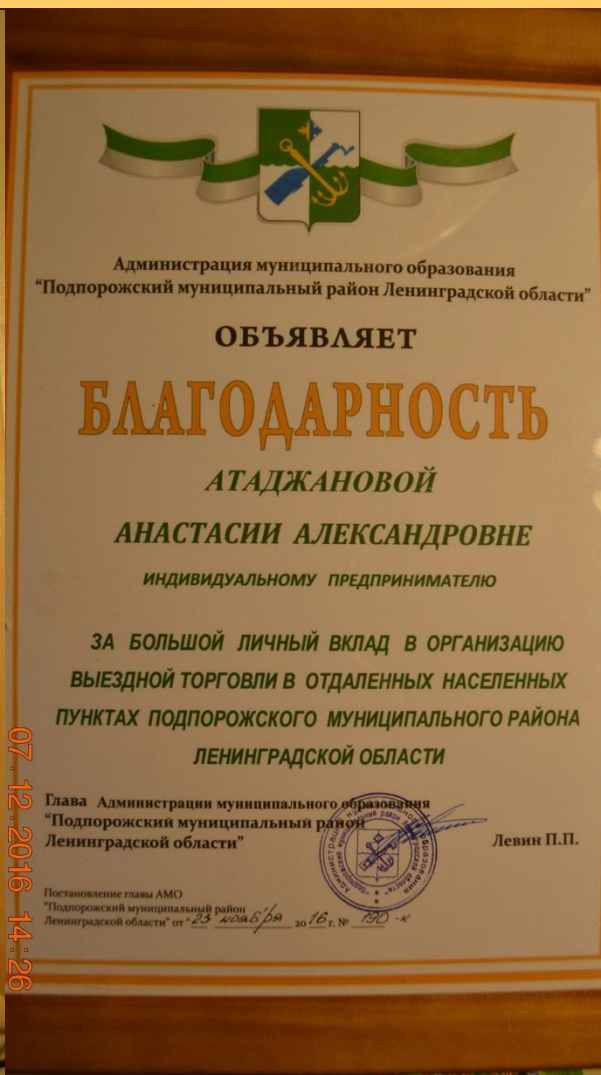 Администрация муниципального образования
"Подпорожский муниципальный район Ленинградской области"
ОБЪЯВЛЯЕТ
БЛАГОДАРНОСТЬ
АТАДЖАНОВОЙ
АНАСТАСИИ АЛЕКСАНДРОВНЕ
ИНДИВИДУАЛЬНОМУ ПРЕДПРИНИМАТЕЛЮ
ЗА БОЛЬШОЙ ЛИЧНЫЙ ВКЛАД В ОРГАНИЗАЦИЮ
ВЫЕЗДНОЙ ТОРГОВЛИ В ОТДАЛЕННЫХ НАСЕЛЕННЫХ
ПУНКТАХ ПОДПОРОЖСКОГО МУНИЦИПАЛЬНОГО РАЙОНА
ЛЕНИНГРАДСКОЙ ОБЛАСТИ
Глава Администрации муниципального образования
"Подпорожский муниципальный район
Ленинградской области"
Левин П.П.
Постановление главы АМО
"Подпорожский муниципальный район
Ленинградской области" от "23 ноября 2016 г. № 190-к
07.12.2016 14:26